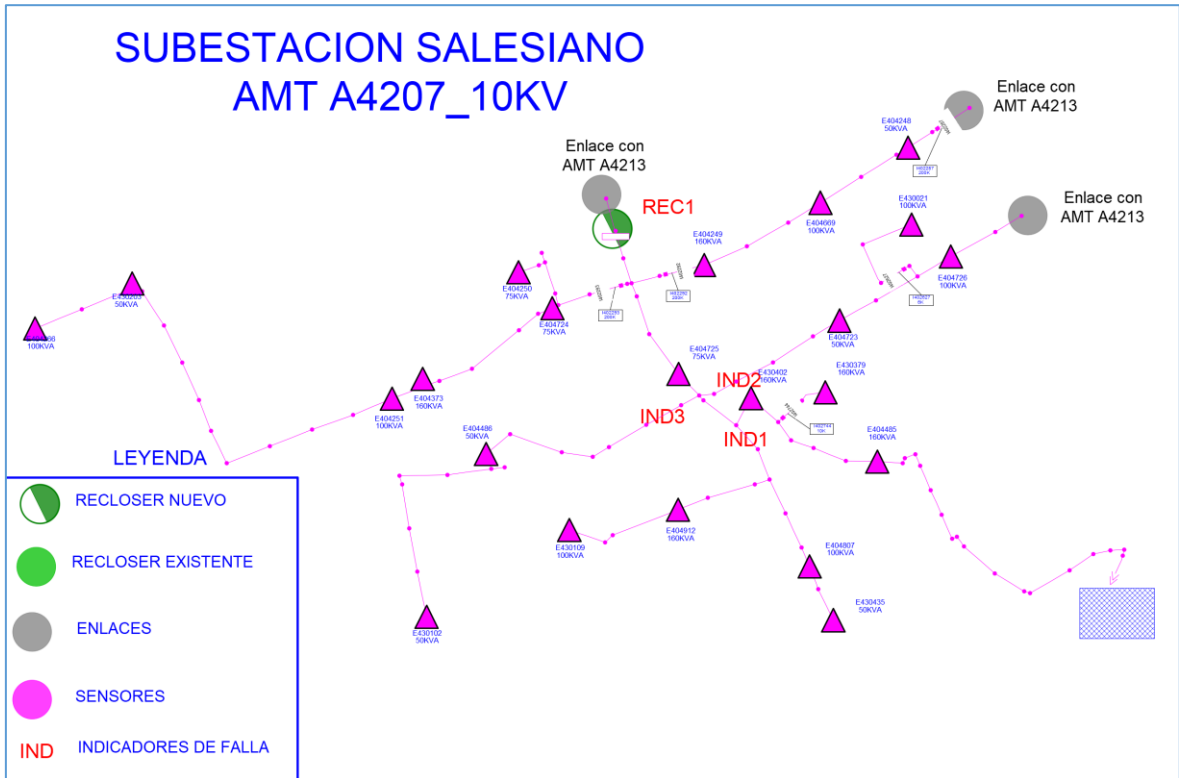 SUBESTACION SALESIANO
AMT A4207_10KV
Enlace con
AMT A4213
Enlace con
AMT A4213
Enlace con
AMT A4213
REC1
E404248
50KVA
E430021
100KVA
E404669
100KVA
E404249
160KVA
E404726
100KVA
E404250
75KVA
E404724
75KVA
E430203
50KVA
100KVA
E404723
50KVA
E404725
75KVA
E430379
160KVA
IND2
E430402
160KVA
E404373
160KVA
E404251
100KVA
IND3
IND1
E404486
50KVA
E404485
160KVA
E404912
160KVA
E430109
100KVA
E404807
100KVA
E430435
50KVA
E430102
50KVA
LEYENDA
RECLOSER NUEVO
RECLOSER EXISTENTE
ENLACES
SENSORES
IND INDICADORES DE FALLA